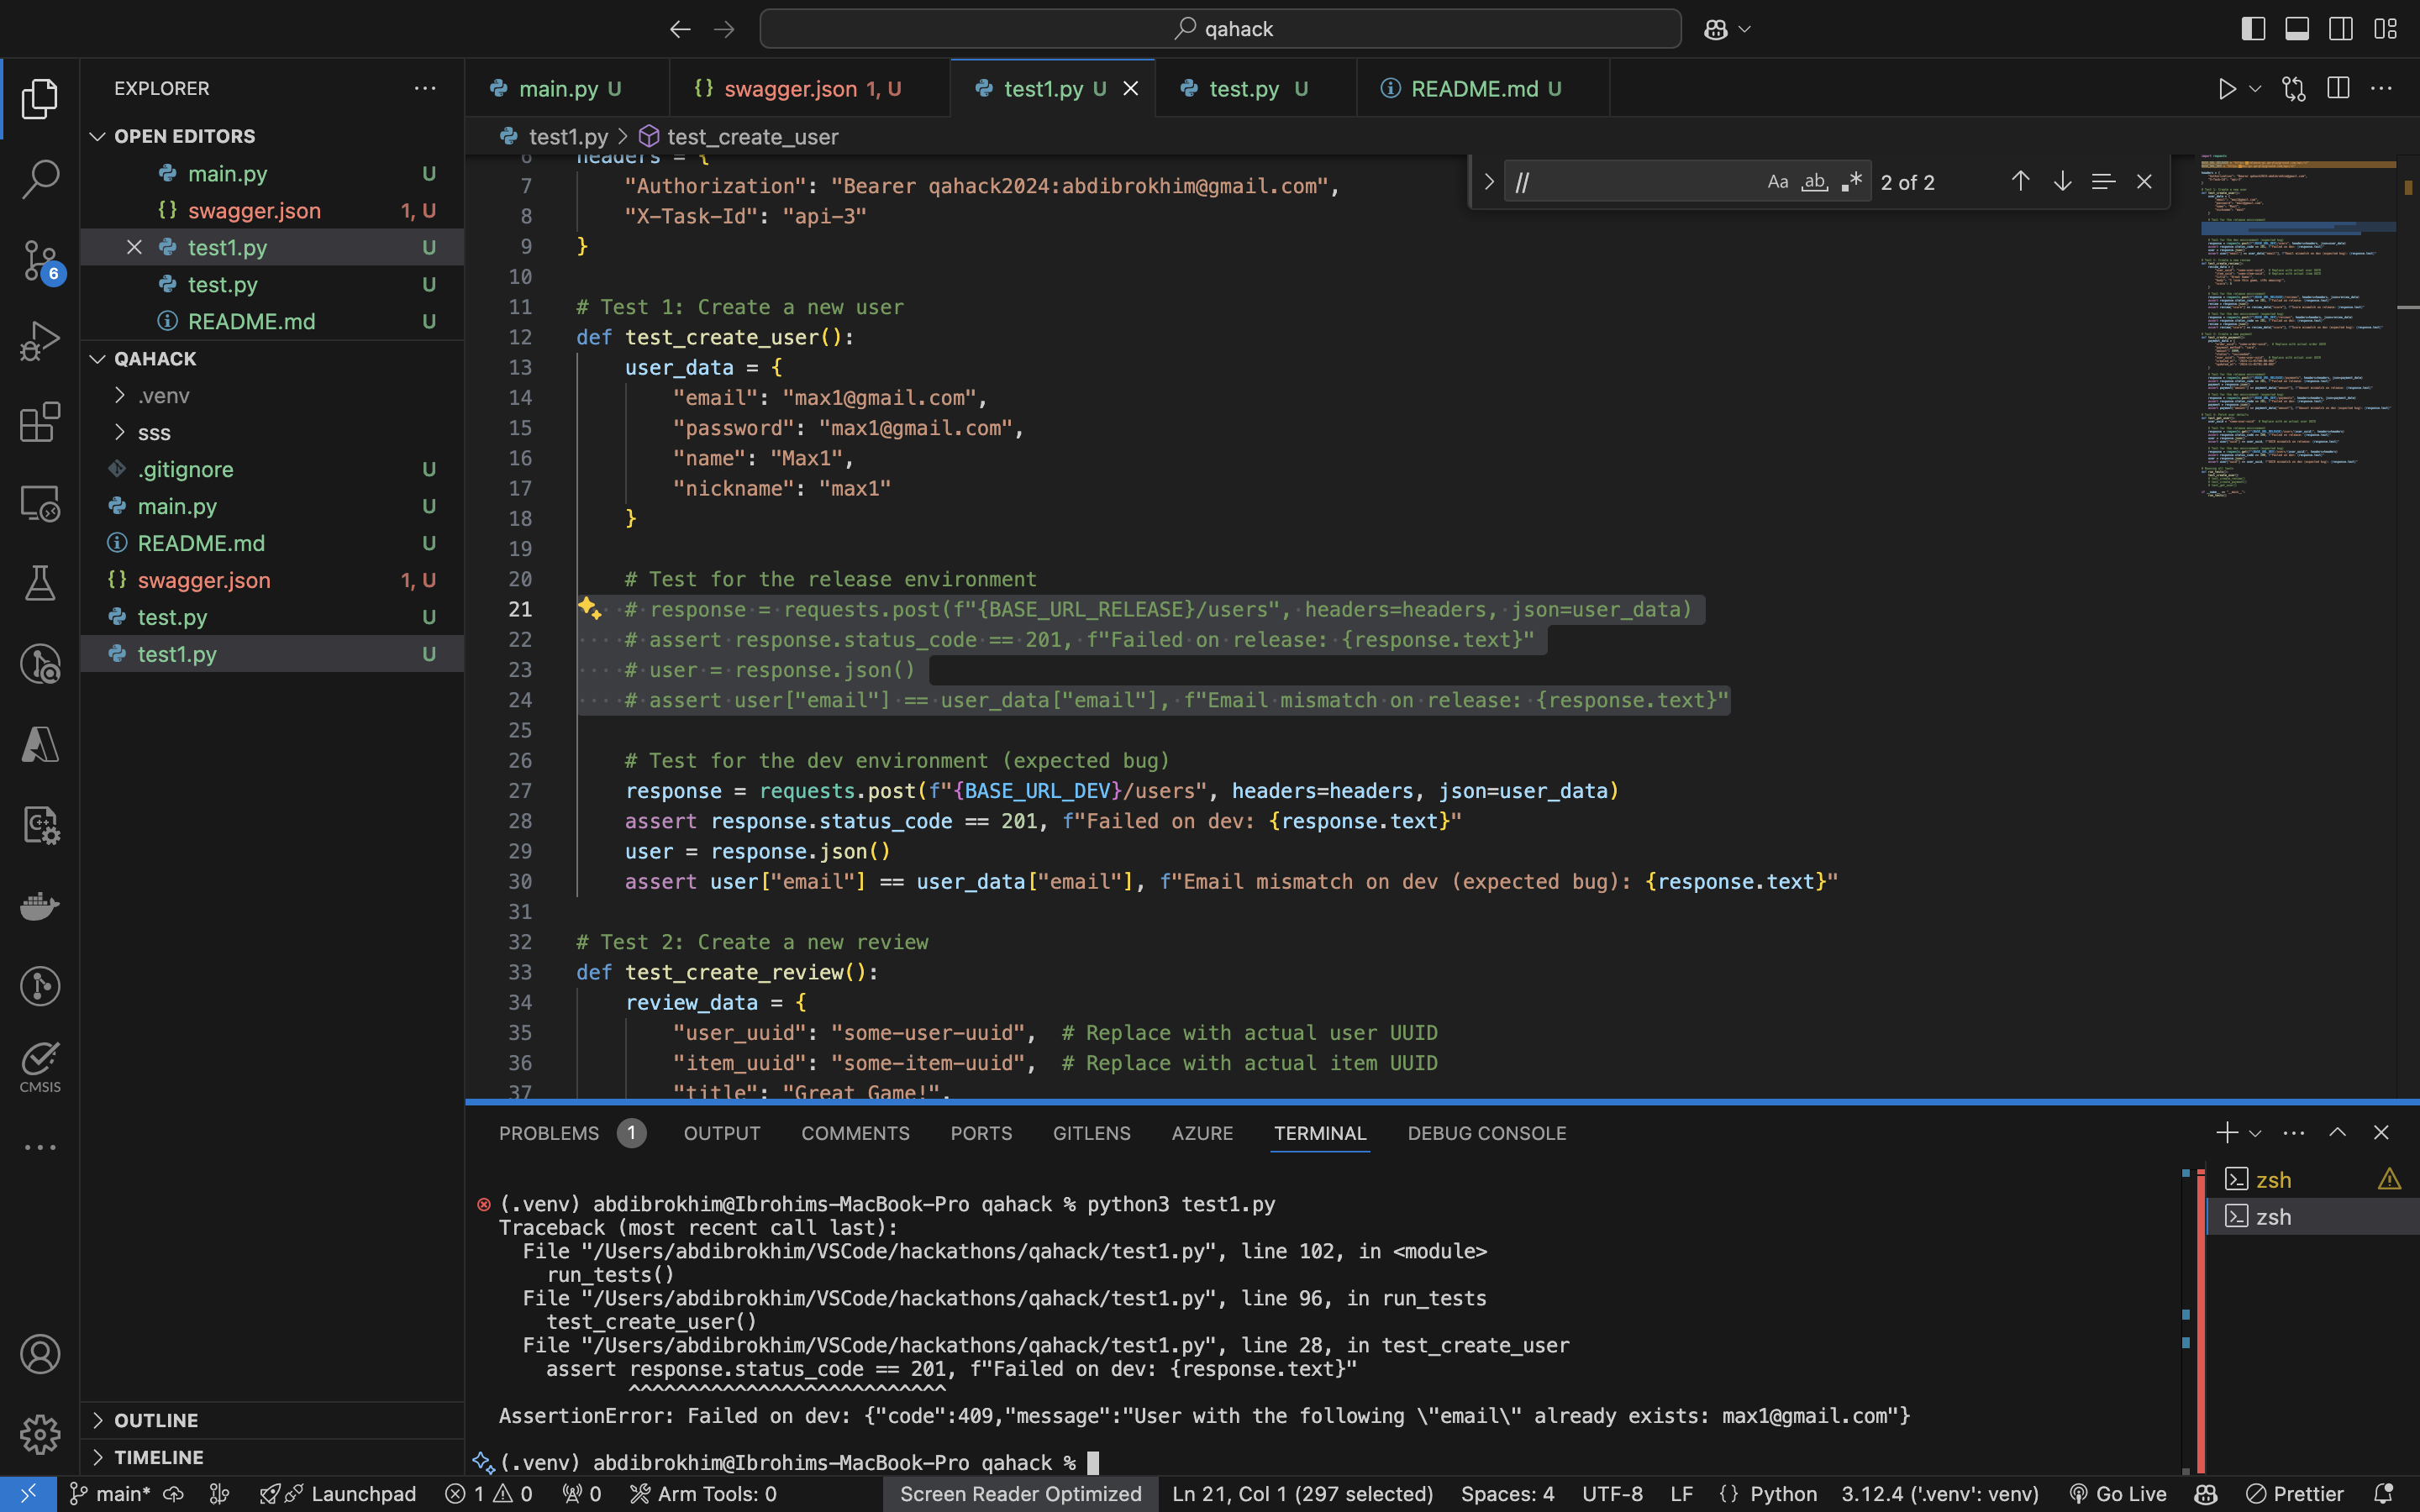 qahack
EXPLORER
OPEN EDITORS
main.py U
swagger.json 1, U
test1.py U
test.py U
README.md U
QAHACK
.venv
sss
.gitignore U
main.py U
README.md U
swagger.json 1, U
test.py U
test1.py U
OUTLINE
TIMELINE
6
CMSIS
main.py U swagger.json 1, U test1.py U test.py U README.md U
test1.py > test_create_user
// Aa ab .* 2 of 2
6 headers = {
7 "Authorization": "Bearer qahack2024:abdibrokhim@gmail.com",
8 "X-Task-Id": "api-3"
9 }
10
11 # Test 1: Create a new user
12 def test_create_user():
13 user_data = {
14 "email": "max1@gmail.com",
15 "password": "max1@gmail.com",
16 "name": "Max1",
17 "nickname": "max1"
18 }
19
20 # Test for the release environment
21 # response = requests.post(f"{BASE_URL_RELEASE}/users", headers=headers, json=user_data)
22 # assert response.status_code == 201, f"Failed on release: {response.text}"
23 # user = response.json()
24 # assert user["email"] == user_data["email"], f"Email mismatch on release: {response.text}"
25
26 # Test for the dev environment (expected bug)
27 response = requests.post(f"{BASE_URL_DEV}/users", headers=headers, json=user_data)
28 assert response.status_code == 201, f"Failed on dev: {response.text}"
29 user = response.json()
30 assert user["email"] == user_data["email"], f"Email mismatch on dev (expected bug): {response.text}"
31
32 # Test 2: Create a new review
33 def test_create_review():
34 review_data = {
35 "user_uuid": "some-user-uuid", # Replace with actual user UUID
36 "item_uuid": "some-item-uuid", # Replace with actual item UUID
37 "title": "Great Game!",
PROBLEMS 1 OUTPUT COMMENTS PORTS GITLENS AZURE TERMINAL DEBUG CONSOLE
(.venv) abdibrokhim@Ibrohims-MacBook-Pro qahack % python3 test1.py
Traceback (most recent call last):
File "/Users/abdibrokhim/VSCode/hackathons/qahack/test1.py", line 102, in <module>
run_tests()
File "/Users/abdibrokhim/VSCode/hackathons/qahack/test1.py", line 96, in run_tests
test_create_user()
File "/Users/abdibrokhim/VSCode/hackathons/qahack/test1.py", line 28, in test_create_user
assert response.status_code == 201, f"Failed on dev: {response.text}"
^^^^^^^^^^^^^^^^^^^^^^^^^^^
AssertionError: Failed on dev: {"code":409,"message":"User with the following \"email\" already exists: max1@gmail.com"}
(.venv) abdibrokhim@Ibrohims-MacBook-Pro qahack %
zsh
zsh
main* Launchpad 1 0 0 Arm Tools: 0 Screen Reader Optimized Ln 21, Col 1 (297 selected) Spaces: 4 UTF-8 LF {} Python 3.12.4 ('.venv': venv) Go Live Prettier